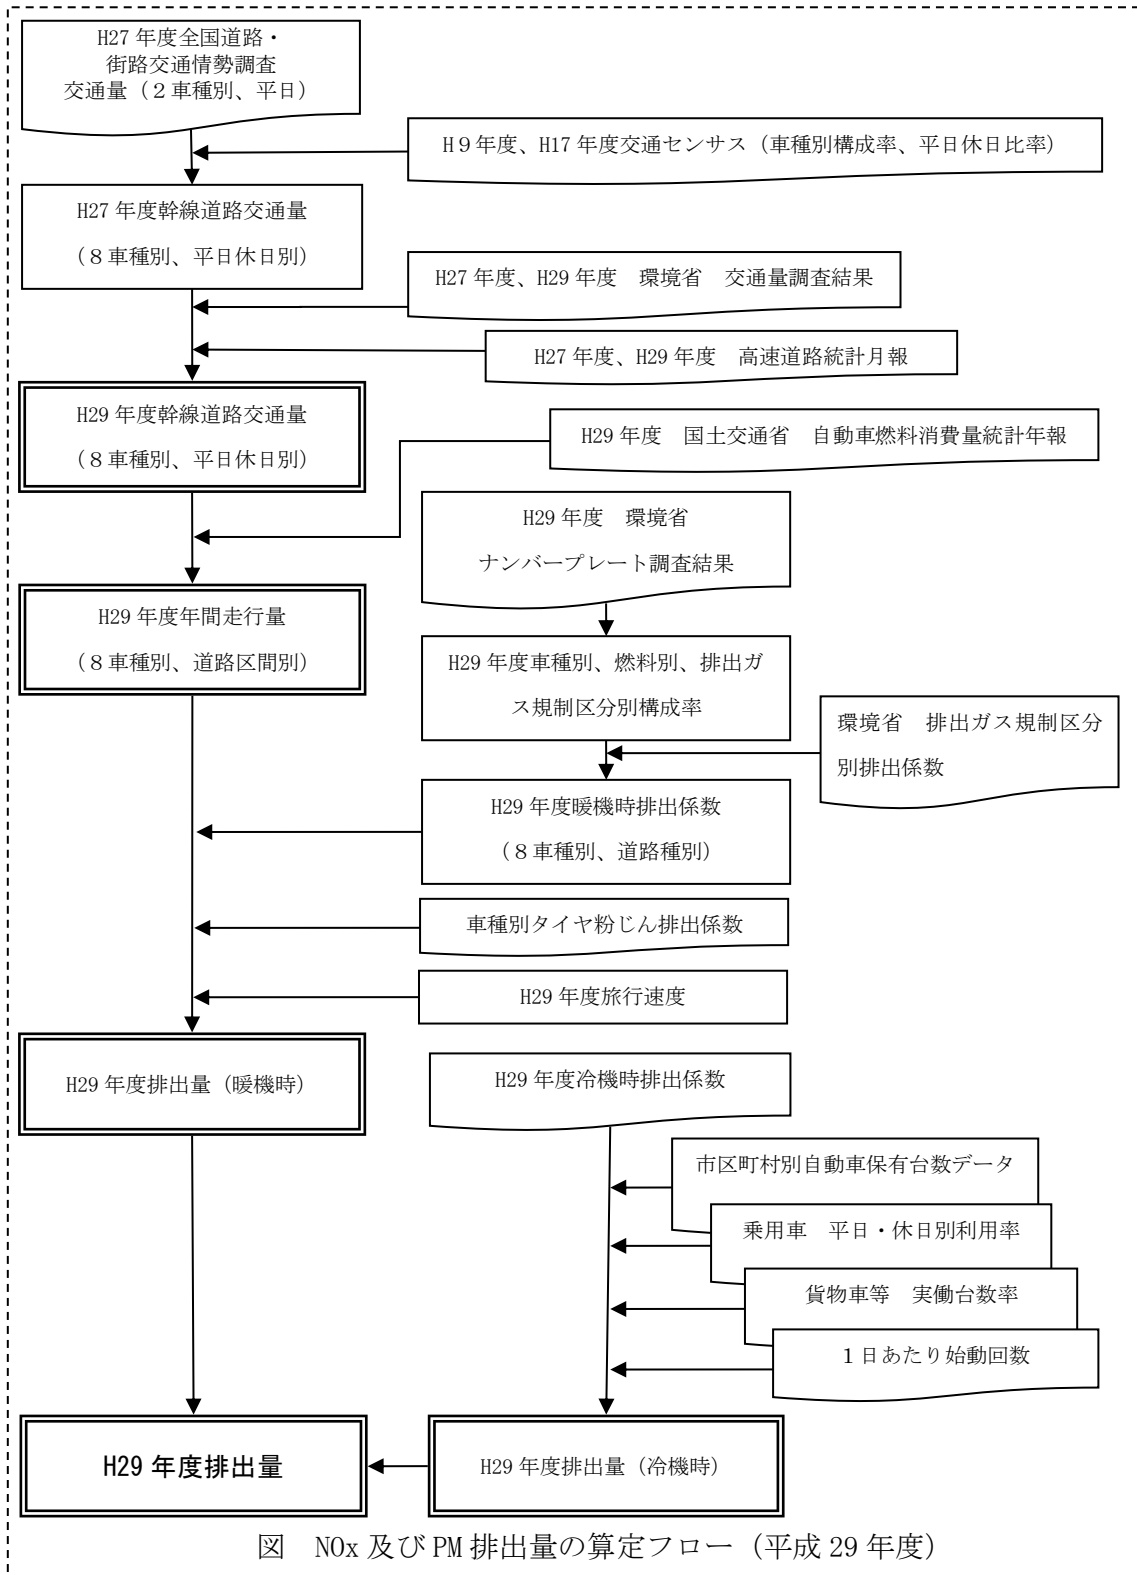 H27 年度全国道路・
街路交通情勢調査
交通量（２車種別、平日）
H９年度、H17 年度交通センサス（車種別構成率、平日休日比率）
H27 年度幹線道路交通量
（８車種別、平日休日別）
H27 年度、H29 年度　環境省　交通量調査結果
H27 年度、H29 年度　高速道路統計月報
H29 年度幹線道路交通量
（８車種別、平日休日別）
H29 年度　国土交通省　自動車燃料消費量統計年報
H29 年度　環境省
ナンバープレート調査結果
H29 年度年間走行量
（８車種別、道路区間別）
H29 年度車種別、燃料別、排出ガ
ス規制区分別構成率
環境省　排出ガス規制区分
別排出係数
H29 年度暖機時排出係数
（８車種別、道路種別）
車種別タイヤ粉じん排出係数
H29 年度旅行速度
H29 年度排出量（暖機時）
H29 年度冷機時排出係数
市区町村別自動車保有台数データ
乗用車　平日・休日別利用率
貨物車等　実働台数率
１日あたり始動回数
H29 年度排出量
H29 年度排出量（冷機時）
図　NOx 及び PM 排出量の算定フロー（平成 29 年度）